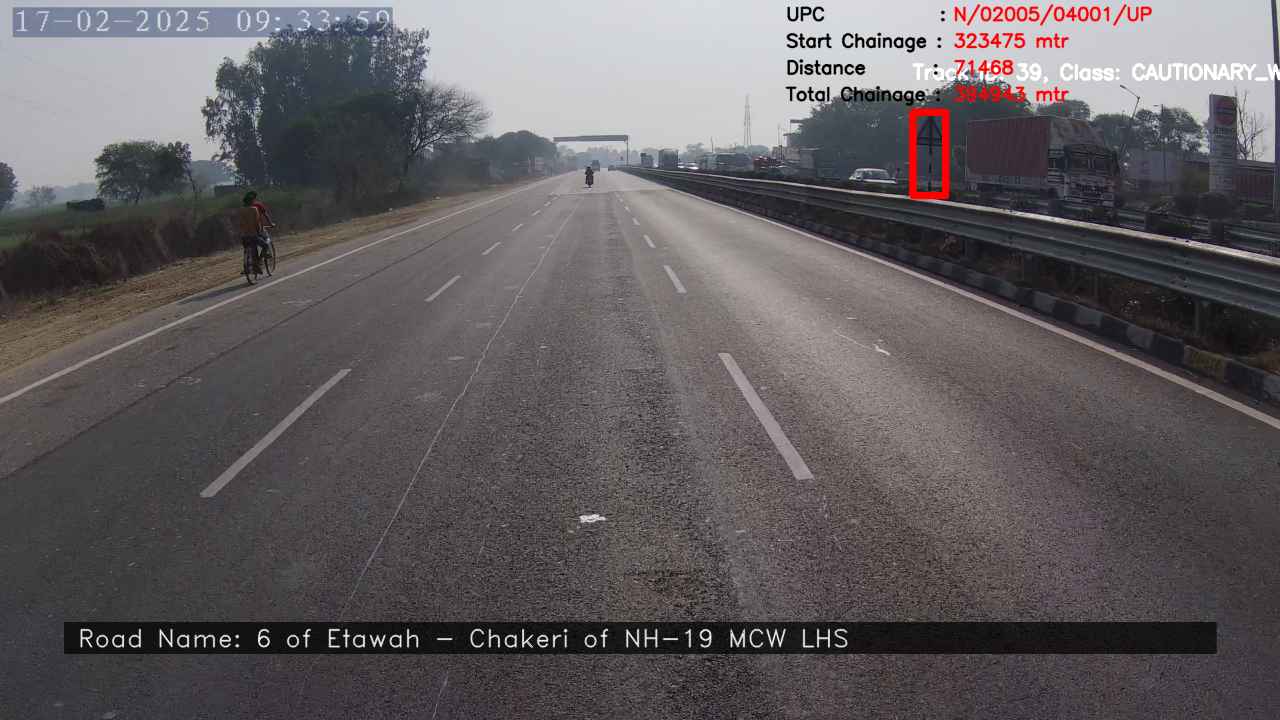 17-02-2025 09:33:59
UPC : N/02005/04001/UP
Start Chainage : 323475 mtr
Distance : 71468
Track 39, Class: CAUTIONARY_W
Total Chainage : 394943 mtr
Road Name: 6 of Etawah - Chakeri of NH-19 MCW LHS